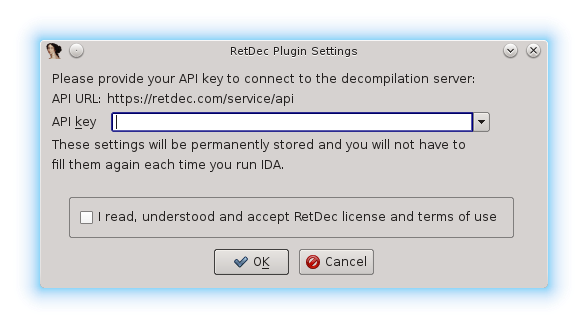 RetDec Plugin Settings
Please provide your API key to connect to the decompilation server:
API URL: https://retdec.com/service/api
API key
These settings will be permanently stored and you will not have to
fill them again each time you run IDA.
I read, understood and accept RetDec license and terms of use
OK Cancel